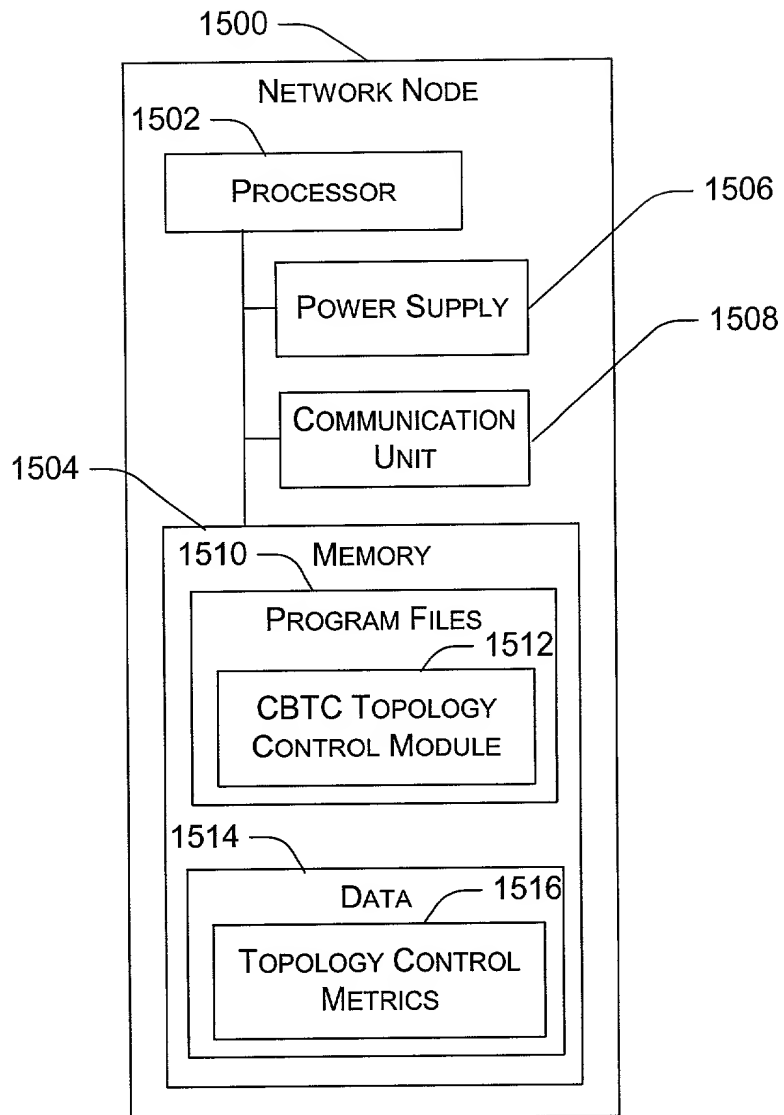 1500
NETWORK NODE
1502
PROCESSOR
1506
POWER SUPPLY
1508
COMMUNICATION
UNIT
1504
1510
MEMORY
PROGRAM FILES
1512
CBTC TOPOLOGY
CONTROL MODULE
1514
DATA
1516
TOPOLOGY CONTROL
METRICS